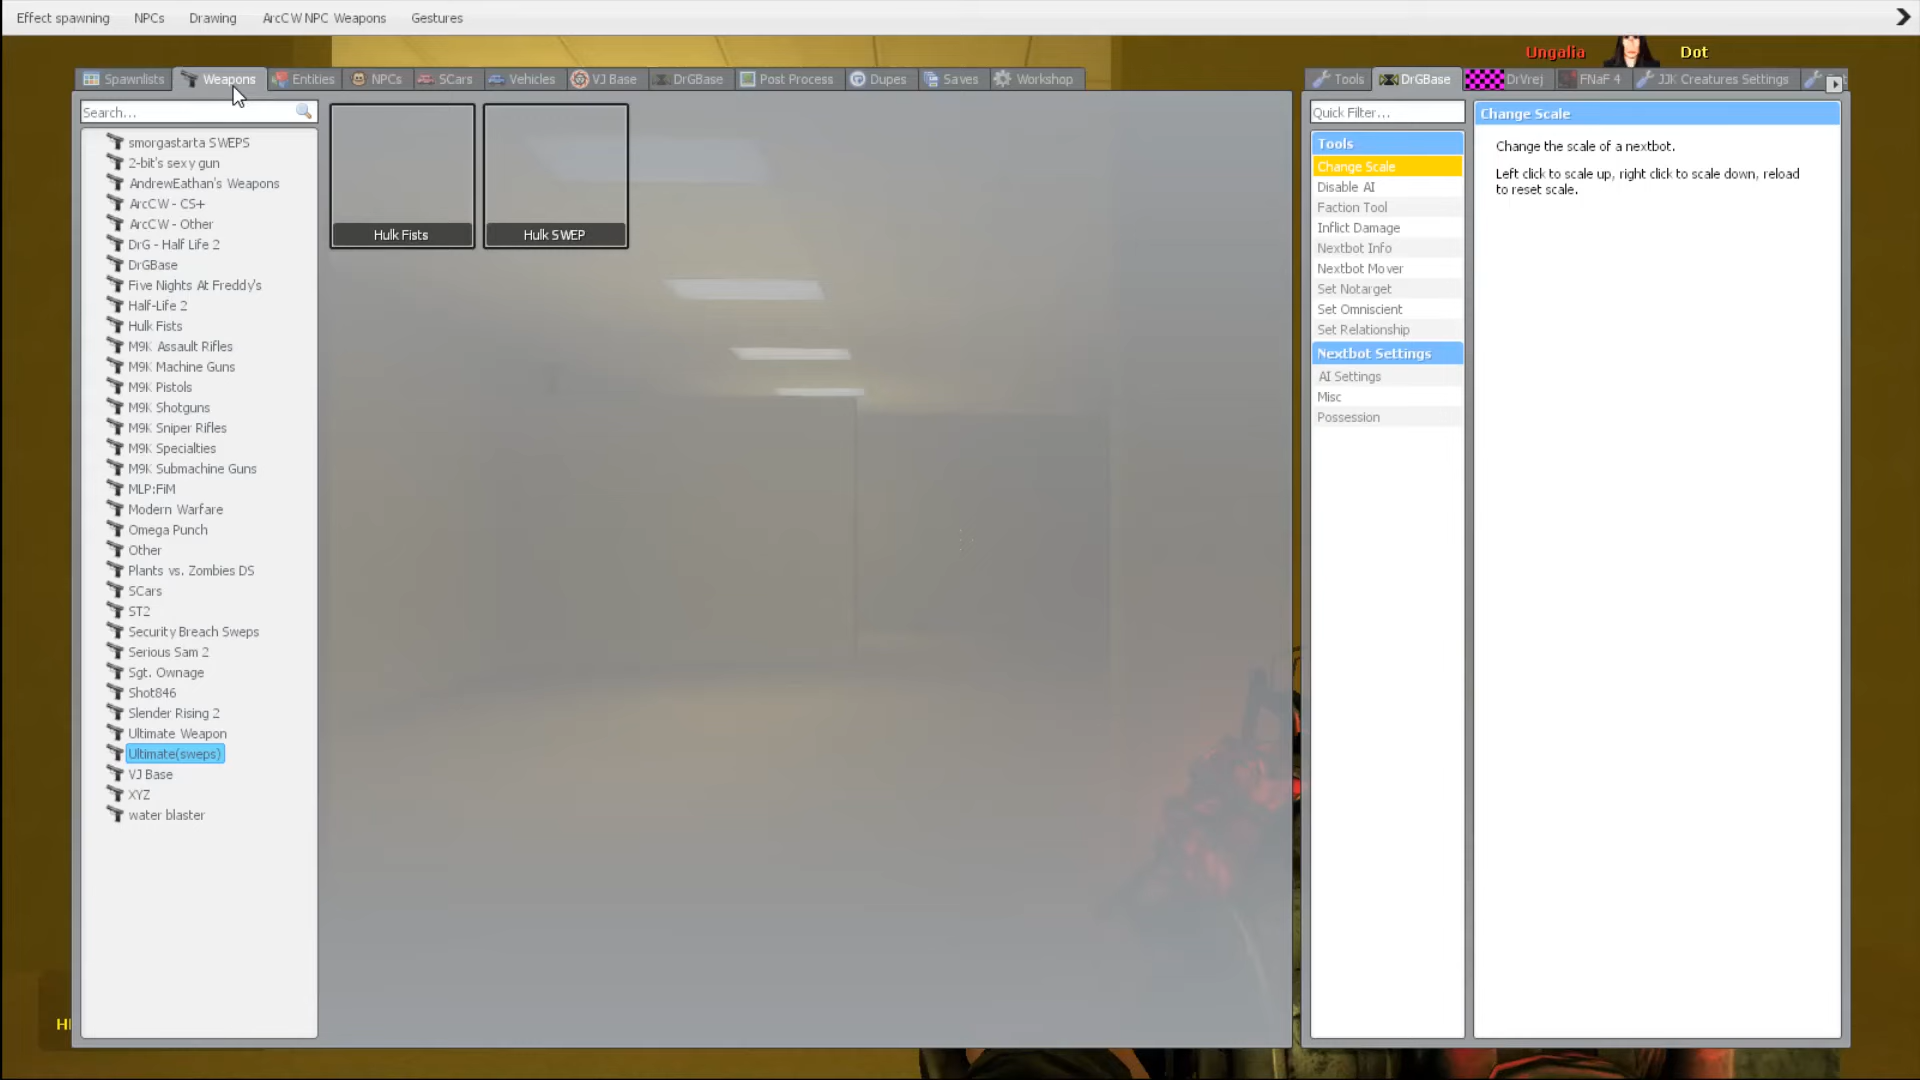 Effect spawning NPCs Drawing ArcCW NPC Weapons Gestures
Ungalia Dot
Spawnlists Weapons Entities NPCs SCars Vehicles VJ Base DrGBase Post Process Dupes Saves Workshop
Tools DrGBase DrVrej FNaF 4 JJK Creatures Settings
Search...
smorgastarta SWEPS
2-bit's sexy gun
AndrewEathan's Weapons
ArcCW - CS+
ArcCW - Other
DrG - Half Life 2
DrGBase
Five Nights At Freddy's
Half-Life 2
Hulk Fists
M9K Assault Rifles
M9K Machine Guns
M9K Pistols
M9K Shotguns
M9K Sniper Rifles
M9K Specialties
M9K Submachine Guns
MLP:FiM
Modern Warfare
Omega Punch
Other
Plants vs. Zombies DS
SCars
ST2
Security Breach Sweps
Serious Sam 2
Sgt. Ownage
Shot846
Slender Rising 2
Ultimate Weapon
Ultimate(sweps)
VJ Base
XYZ
water blaster
Hulk Fists
Hulk SWEP
Quick Filter...
Tools
Change Scale
Disable AI
Faction Tool
Inflict Damage
Nextbot Info
Nextbot Mover
Set Notarget
Set Omniscient
Set Relationship
Nextbot Settings
AI Settings
Misc
Possession
Change Scale
Change the scale of a nextbot.
Left click to scale up, right click to scale down, reload
to reset scale.